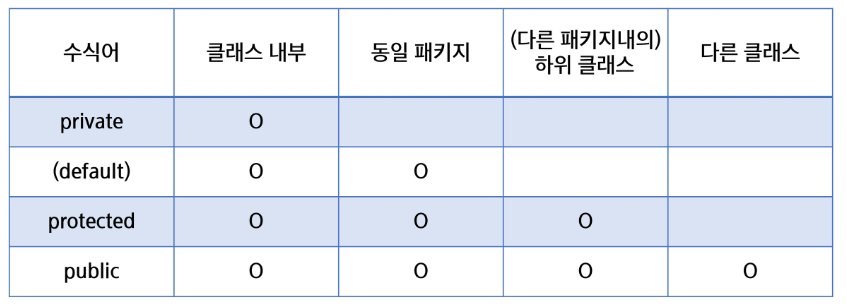 수식어 클래스 내부 동일 패키지 (다른 패키지내의) 다른 클래스
하위 클래스
private O
(default) O O
protected O O O
public O O O O